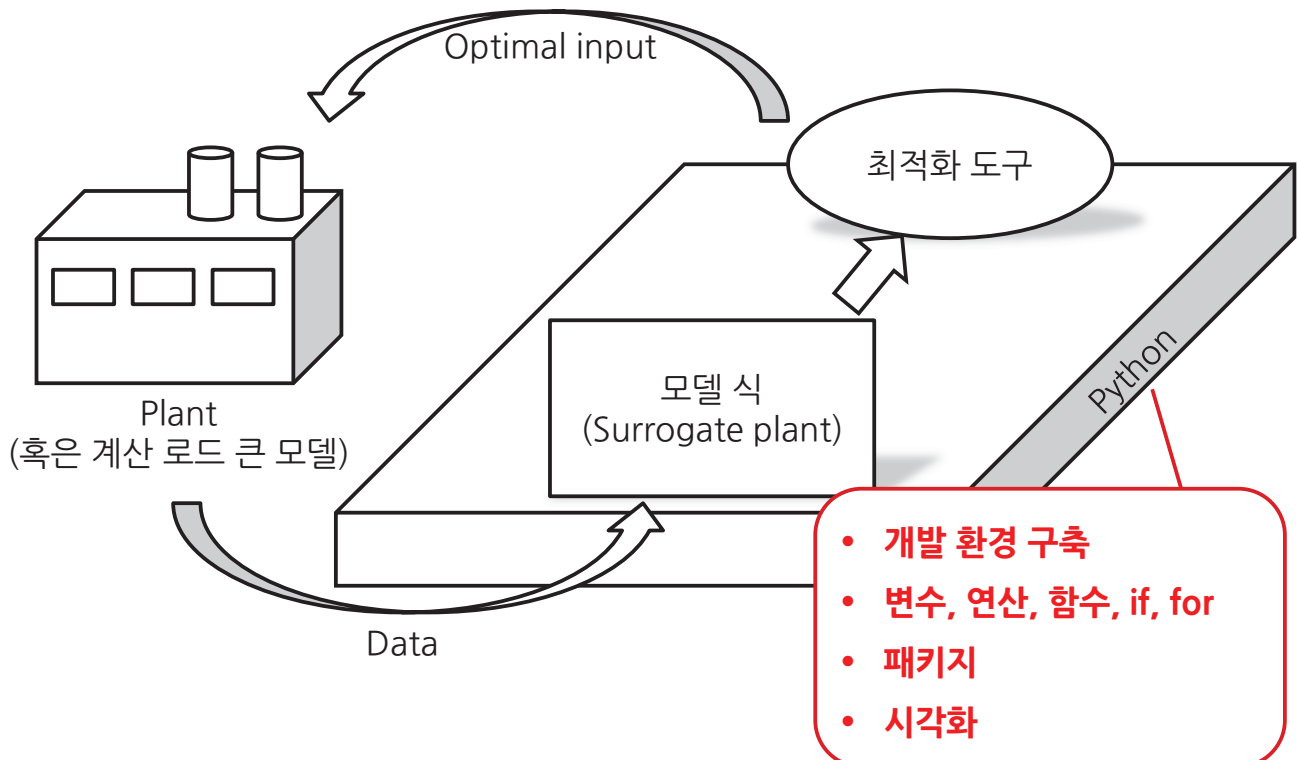 Optimal input
최적화 도구
Python
모델 식
(Surrogate plant)
Plant
(혹은 계산 로드 큰 모델)
Data
• 개발 환경 구축
• 변수, 연산, 함수, if, for
• 패키지
• 시각화